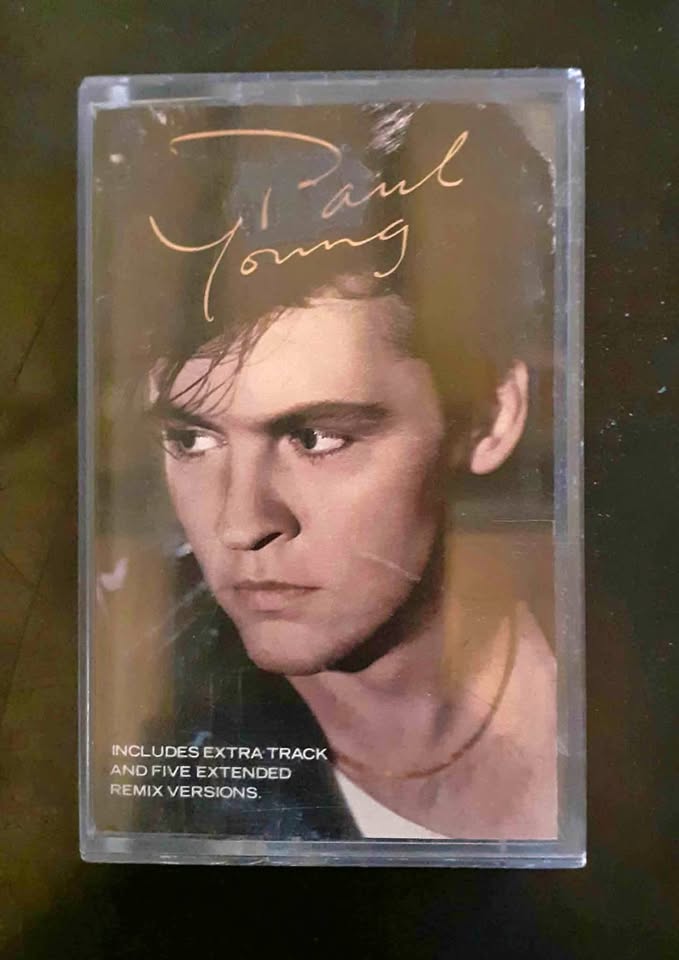 Paul
Young
INCLUDES EXTRA TRACK
AND FIVE EXTENDED
REMIX VERSIONS.